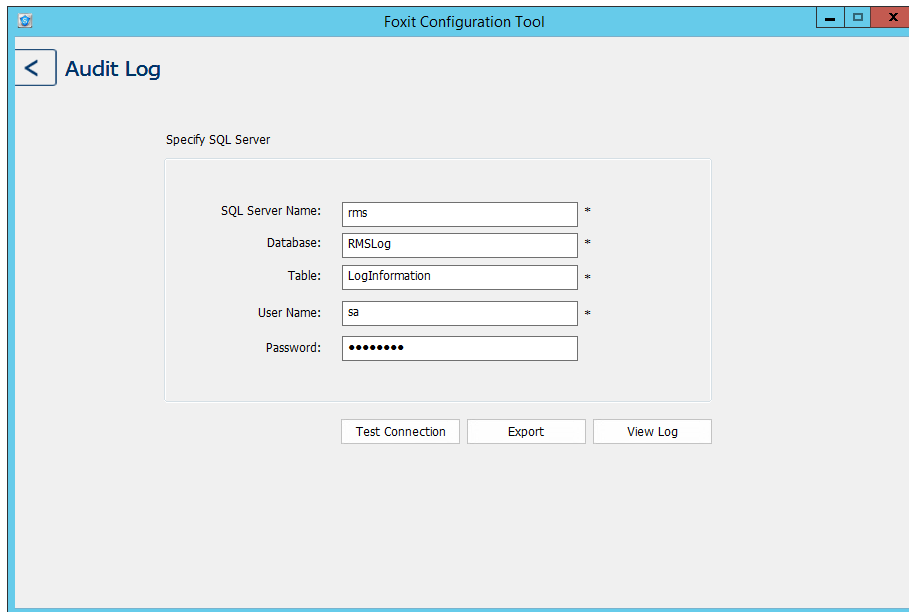 Foxit Configuration Tool
< Audit Log
Specify SQL Server
SQL Server Name: rms *
Database: RMSLog *
Table: LogInformation *
User Name: sa *
Password: ••••••••
Test Connection Export View Log